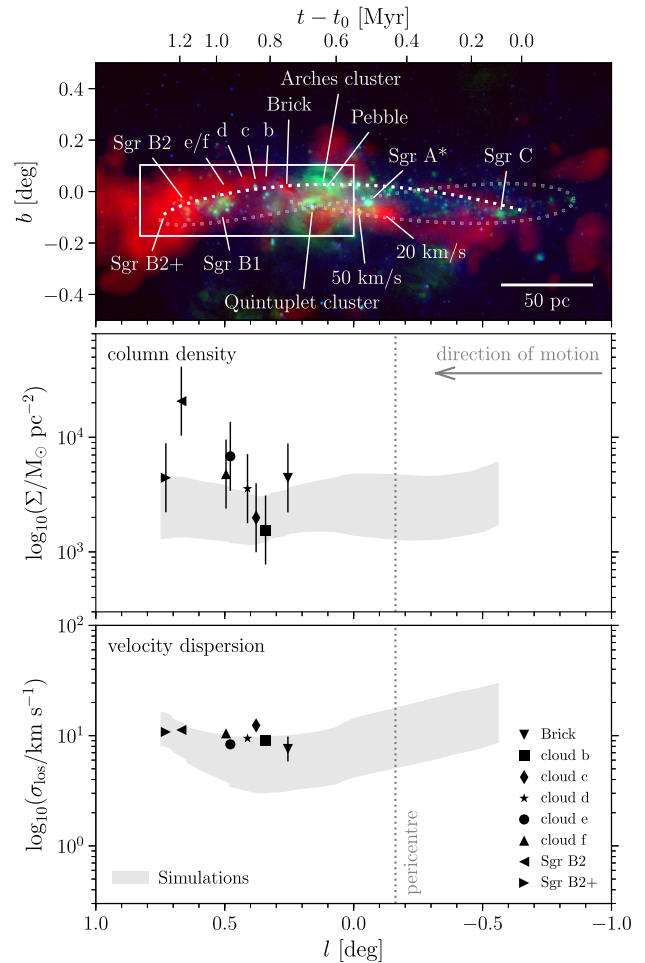 t − t₀ [Myr]
1.2 1.0 0.8 0.6 0.4 0.2 0.0
Arches cluster
Brick
Pebble
b
c
d
e/f
Sgr B2
Sgr A*
Sgr C
0.4
0.2
0.0
−0.2
−0.4
b [deg]
Sgr B2+
Sgr B1
50 km/s
20 km/s
Quintuplet cluster
50 pc
column density
direction of motion
10⁴
10³
log₁₀(Σ/M⊙ pc⁻²)
velocity dispersion
10²
10¹
10⁰
log₁₀(σlos/km s⁻¹)
pericentre
Brick
cloud b
cloud c
cloud d
cloud e
cloud f
Sgr B2
Sgr B2+
Simulations
1.0 0.5 0.0 −0.5 −1.0
l [deg]